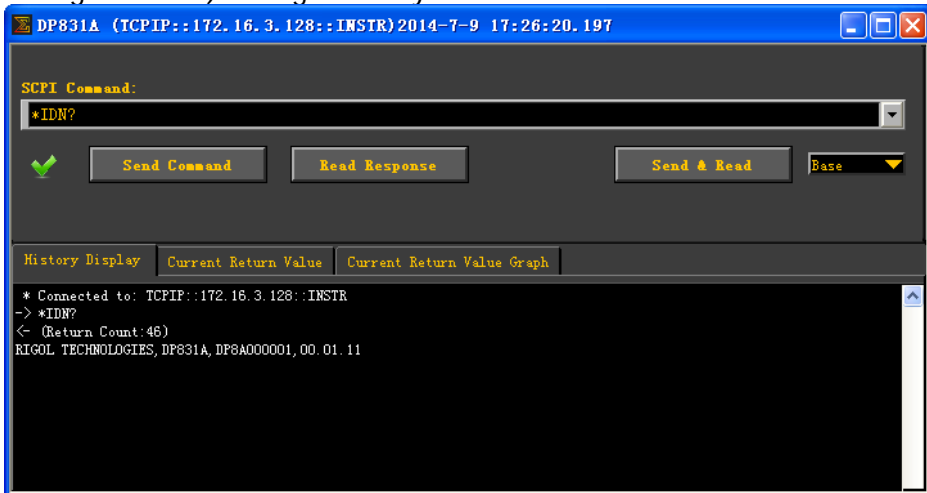 DP831A (TCPIP::172.16.3.128::INSTR)2014-7-9 17:26:20.197
SCPI Command:
*IDN?
Send Command Read Response Send & Read Base
History Display Current Return Value Current Return Value Graph
* Connected to: TCPIP::172.16.3.128::INSTR
-> *IDN?
<- (Return Count:46)
RIGOL TECHNOLOGIES,DP831A,DP8A000001,00.01.11